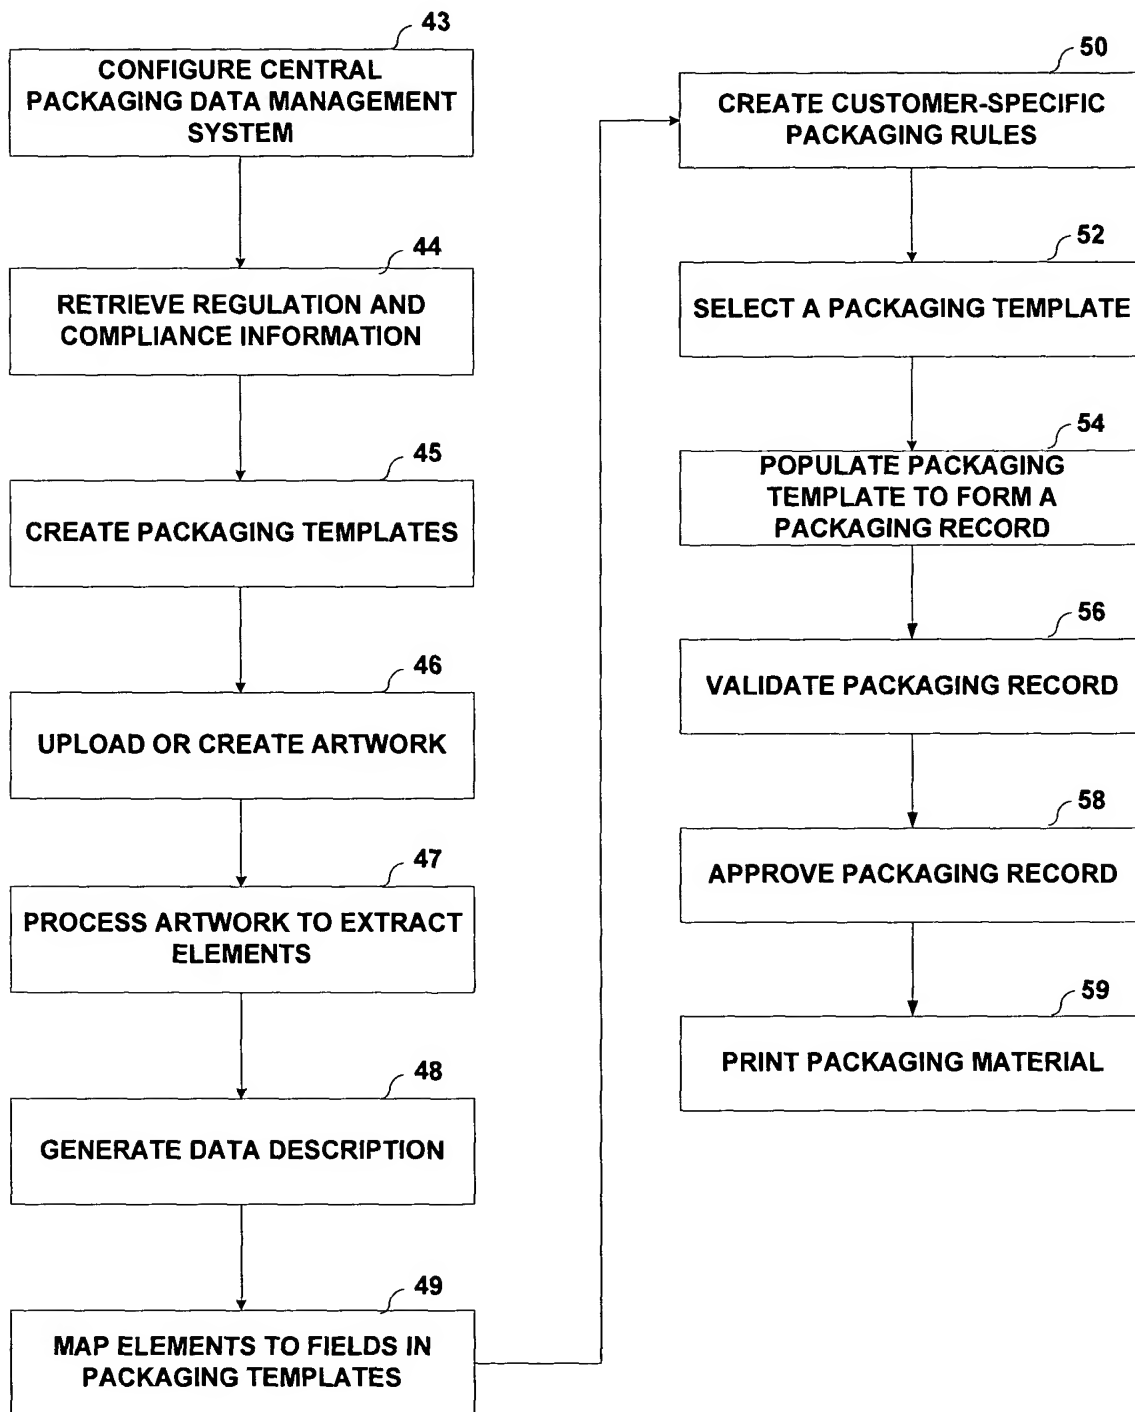 43
CONFIGURE CENTRAL
PACKAGING DATA MANAGEMENT
SYSTEM
44
RETRIEVE REGULATION AND
COMPLIANCE INFORMATION
45
CREATE PACKAGING TEMPLATES
46
UPLOAD OR CREATE ARTWORK
47
PROCESS ARTWORK TO EXTRACT
ELEMENTS
48
GENERATE DATA DESCRIPTION
49
MAP ELEMENTS TO FIELDS IN
PACKAGING TEMPLATES
50
CREATE CUSTOMER-SPECIFIC
PACKAGING RULES
52
SELECT A PACKAGING TEMPLATE
54
POPULATE PACKAGING
TEMPLATE TO FORM A
PACKAGING RECORD
56
VALIDATE PACKAGING RECORD
58
APPROVE PACKAGING RECORD
59
PRINT PACKAGING MATERIAL